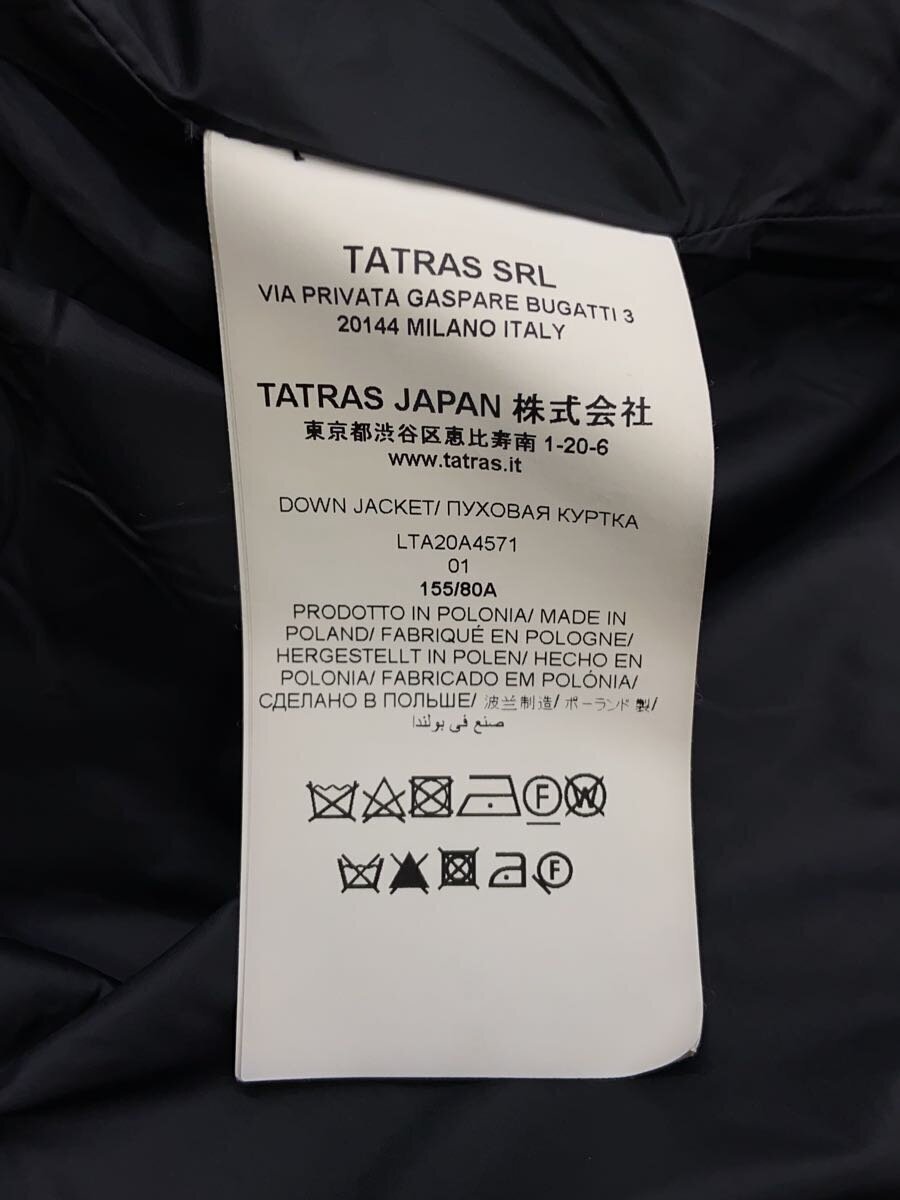 TATRAS SRL
VIA PRIVATA GASPARE BUGATTI 3
20144 MILANO ITALY
TATRAS JAPAN 株式会社
東京都渋谷区恵比寿南 1-20-6
www.tatras.it
DOWN JACKET/ ПУХОВАЯ КУРТКА
LTA20A4571
01
155/80A
PRODOTTO IN POLONIA/ MADE IN
POLAND/ FABRIQUÉ EN POLOGNE/
HERGESTELLT IN POLEN/ HECHO EN
POLONIA/ FABRICADO EM POLÓNIA/
СДЕЛАНО В ПОЛЬШЕ/ 波兰制造/ ポーランド製/
صنع في بولندا
F W
F